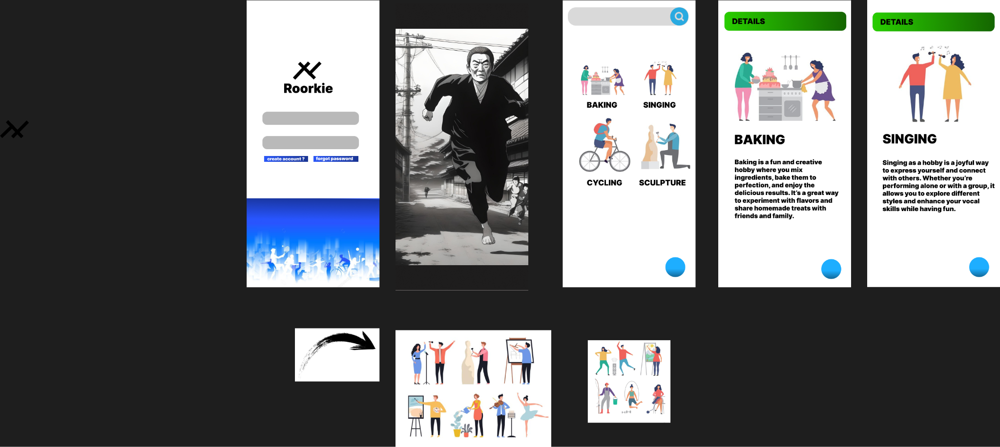 Roorkie
create account ?
forgot password
BAKING
SINGING
CYCLING
SCULPTURE
DETAILS
BAKING
Baking is a fun and creative
hobby where you mix
ingredients, bake them to
perfection, and enjoy the
delicious results. It's a great way
to experiment with flavors and
share homemade treats with
friends and family.
DETAILS
SINGING
Singing as a hobby is a joyful way
to express yourself and connect
with others. Whether you're
performing alone or with a group, it
allows you to explore different
styles and enhance your vocal
skills while having fun.